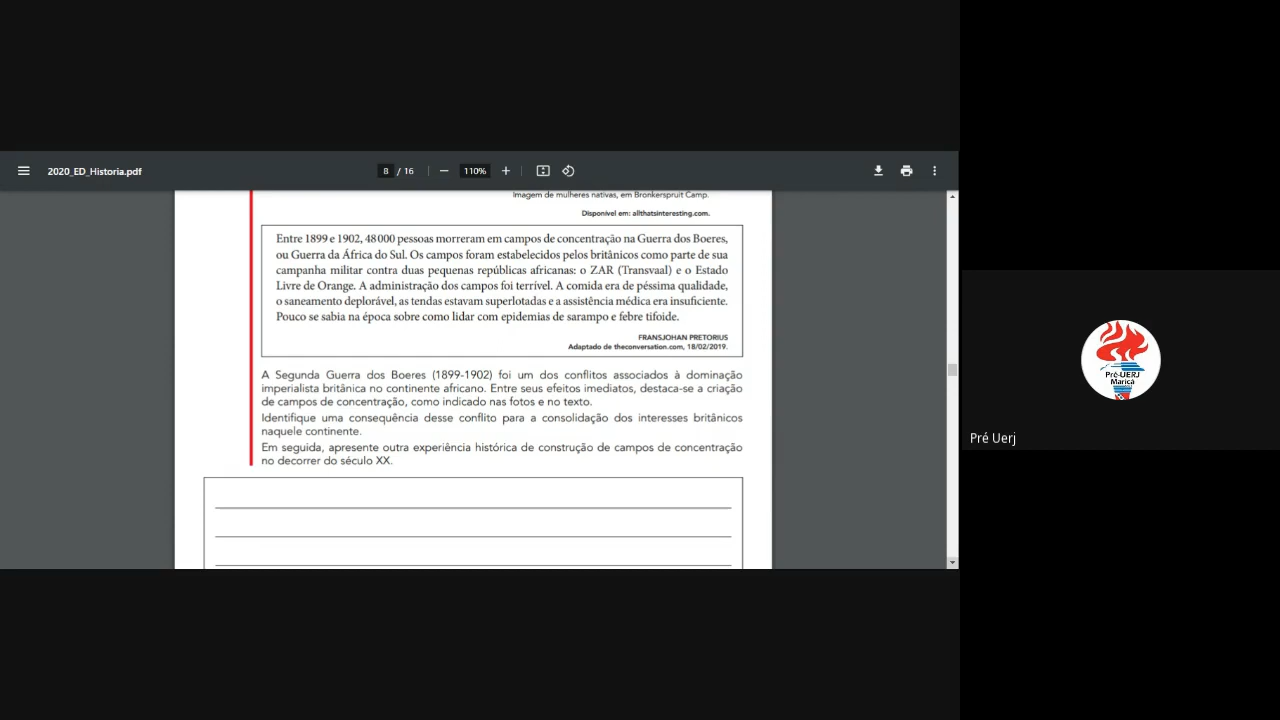 2020_ED_Historia.pdf
8 / 16
110%
Imagem de mulheres nativas, em Bronkerspruit Camp.
Disponível em: allthatsinteresting.com.
Entre 1899 e 1902, 48 000 pessoas morreram em campos de concentração na Guerra dos Boeres,
ou Guerra da África do Sul. Os campos foram estabelecidos pelos britânicos como parte de sua
campanha militar contra duas pequenas repúblicas africanas: o ZAR (Transvaal) e o Estado
Livre de Orange. A administração dos campos foi terrível. A comida era de péssima qualidade,
o saneamento deplorável, as tendas estavam superlotadas e a assistência médica era insuficiente.
Pouco se sabia na época sobre como lidar com epidemias de sarampo e febre tifoide.
FRANSJOHAN PRETORIUS
Adaptado de theconversation.com, 18/02/2019.
A Segunda Guerra dos Boeres (1899-1902) foi um dos conflitos associados à dominação
imperialista britânica no continente africano. Entre seus efeitos imediatos, destaca-se a criação
de campos de concentração, como indicado nas fotos e no texto.
Identifique uma consequência desse conflito para a consolidação dos interesses britânicos
naquele continente.
Em seguida, apresente outra experiência histórica de construção de campos de concentração
no decorrer do século XX.
Pré-UERJ
Maricá
Pré Uerj